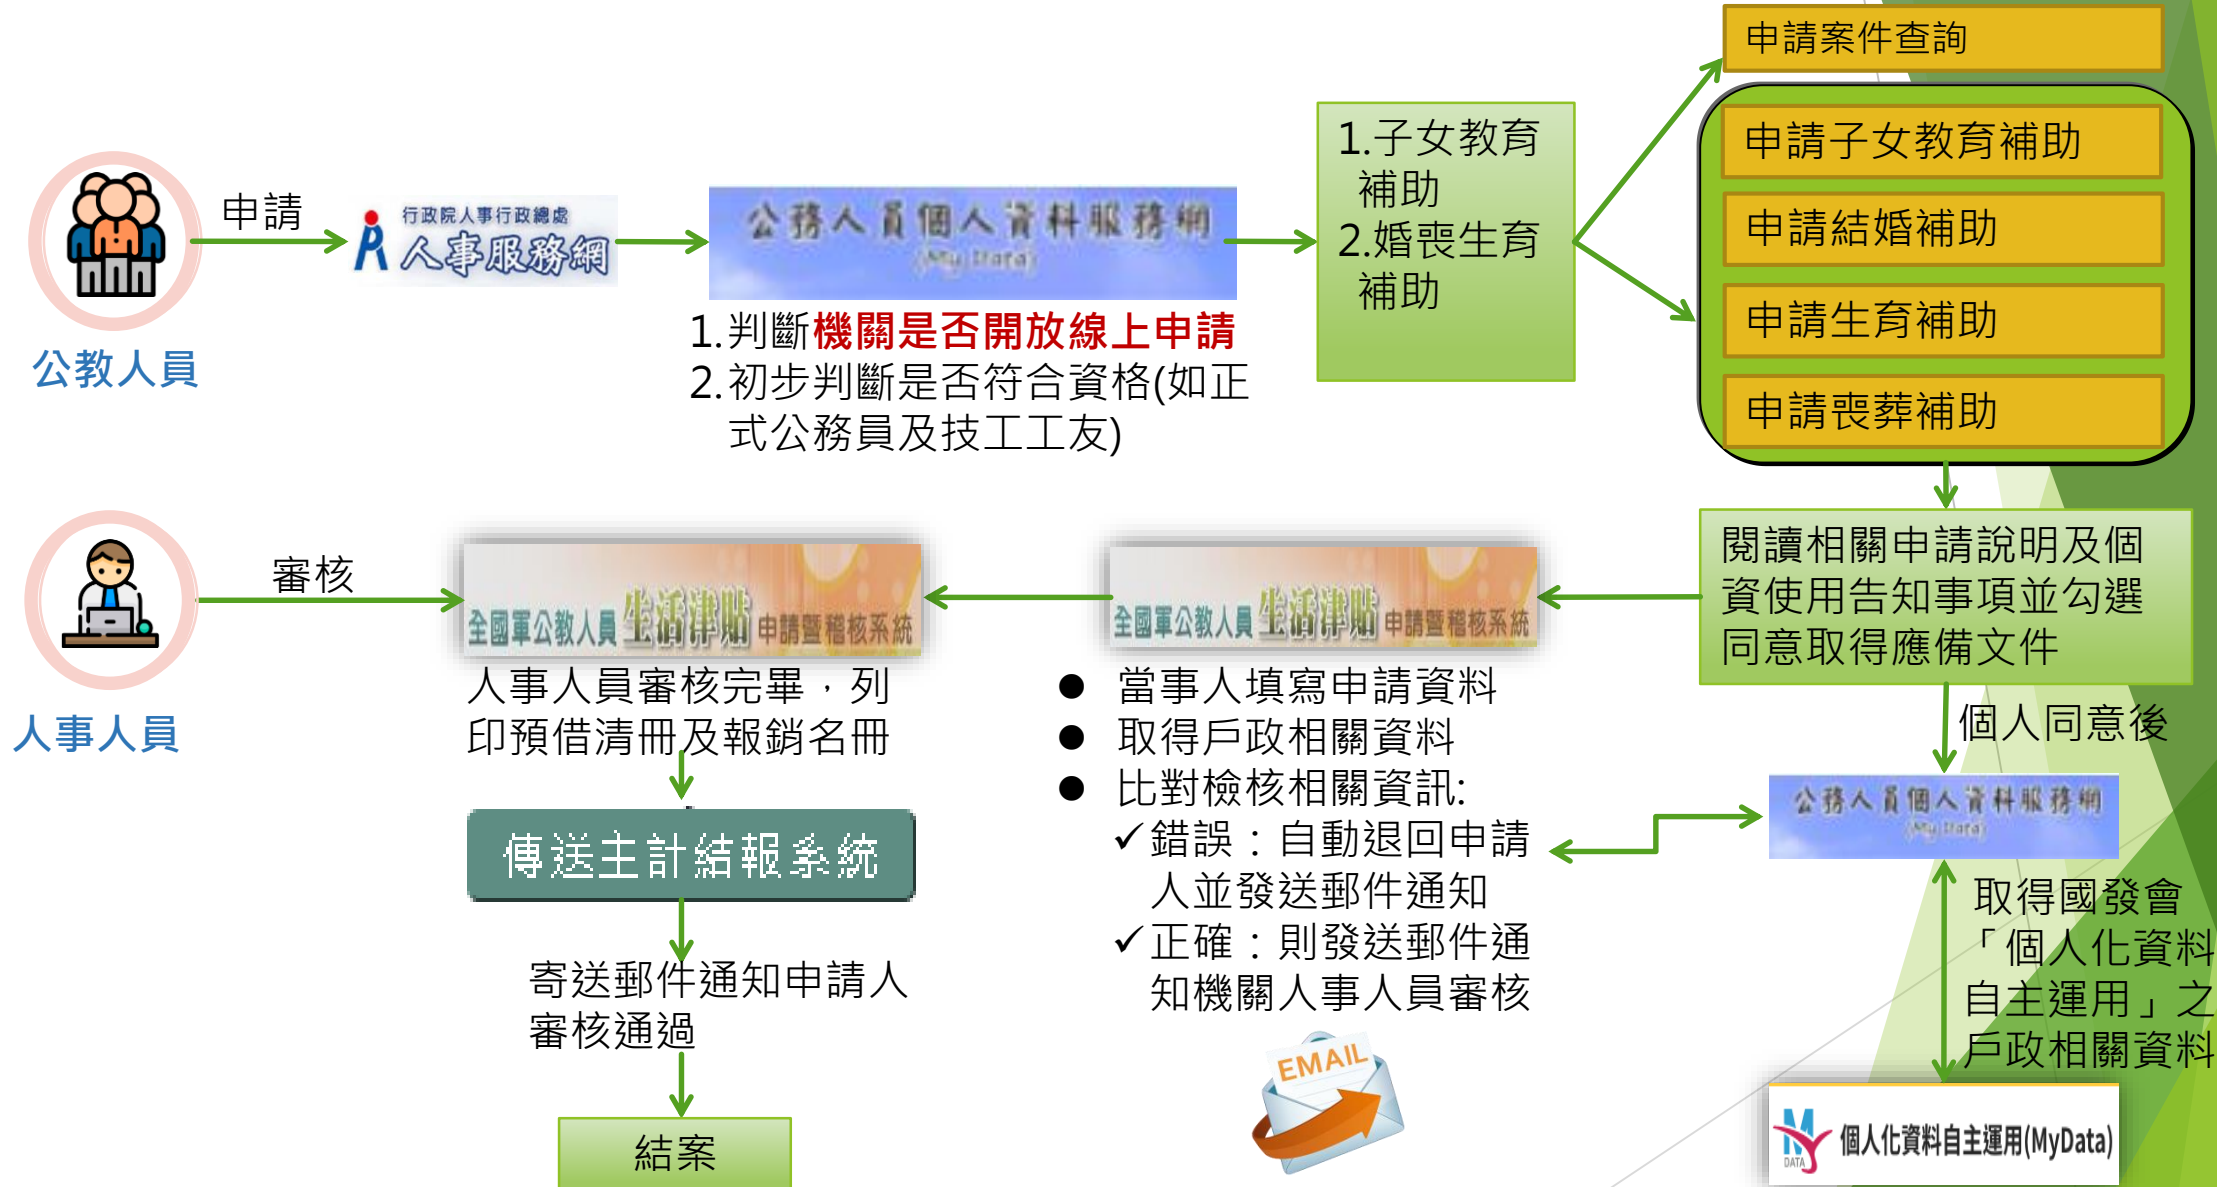 申請案件查詢
申請
行政院人事行政總處
人事服務網
公務人員個人資料服務網
(My Data)
1.子女教育
補助
2.婚喪生育
補助
申請子女教育補助
申請結婚補助
申請生育補助
申請喪葬補助
公教人員
1.判斷機關是否開放線上申請
2.初步判斷是否符合資格(如正
式公務員及技工工友)
審核
全國軍公教人員生活津貼申請暨稽核系統
全國軍公教人員生活津貼申請暨稽核系統
閱讀相關申請說明及個
資使用告知事項並勾選
同意取得應備文件
人事人員
人事人員審核完畢，列
印預借清冊及報銷名冊
傳送主計結報系統
寄送郵件通知申請人
審核通過
結案
● 當事人填寫申請資料
● 取得戶政相關資料
● 比對檢核相關資訊:
✓錯誤：自動退回申請
人並發送郵件通知
✓正確：則發送郵件通
知機關人事人員審核
EMAIL
個人同意後
公務人員個人資料服務網
(My Data)
取得國發會
「個人化資料
自主運用」之
戶政相關資料
MY
DATA
個人化資料自主運用(MyData)